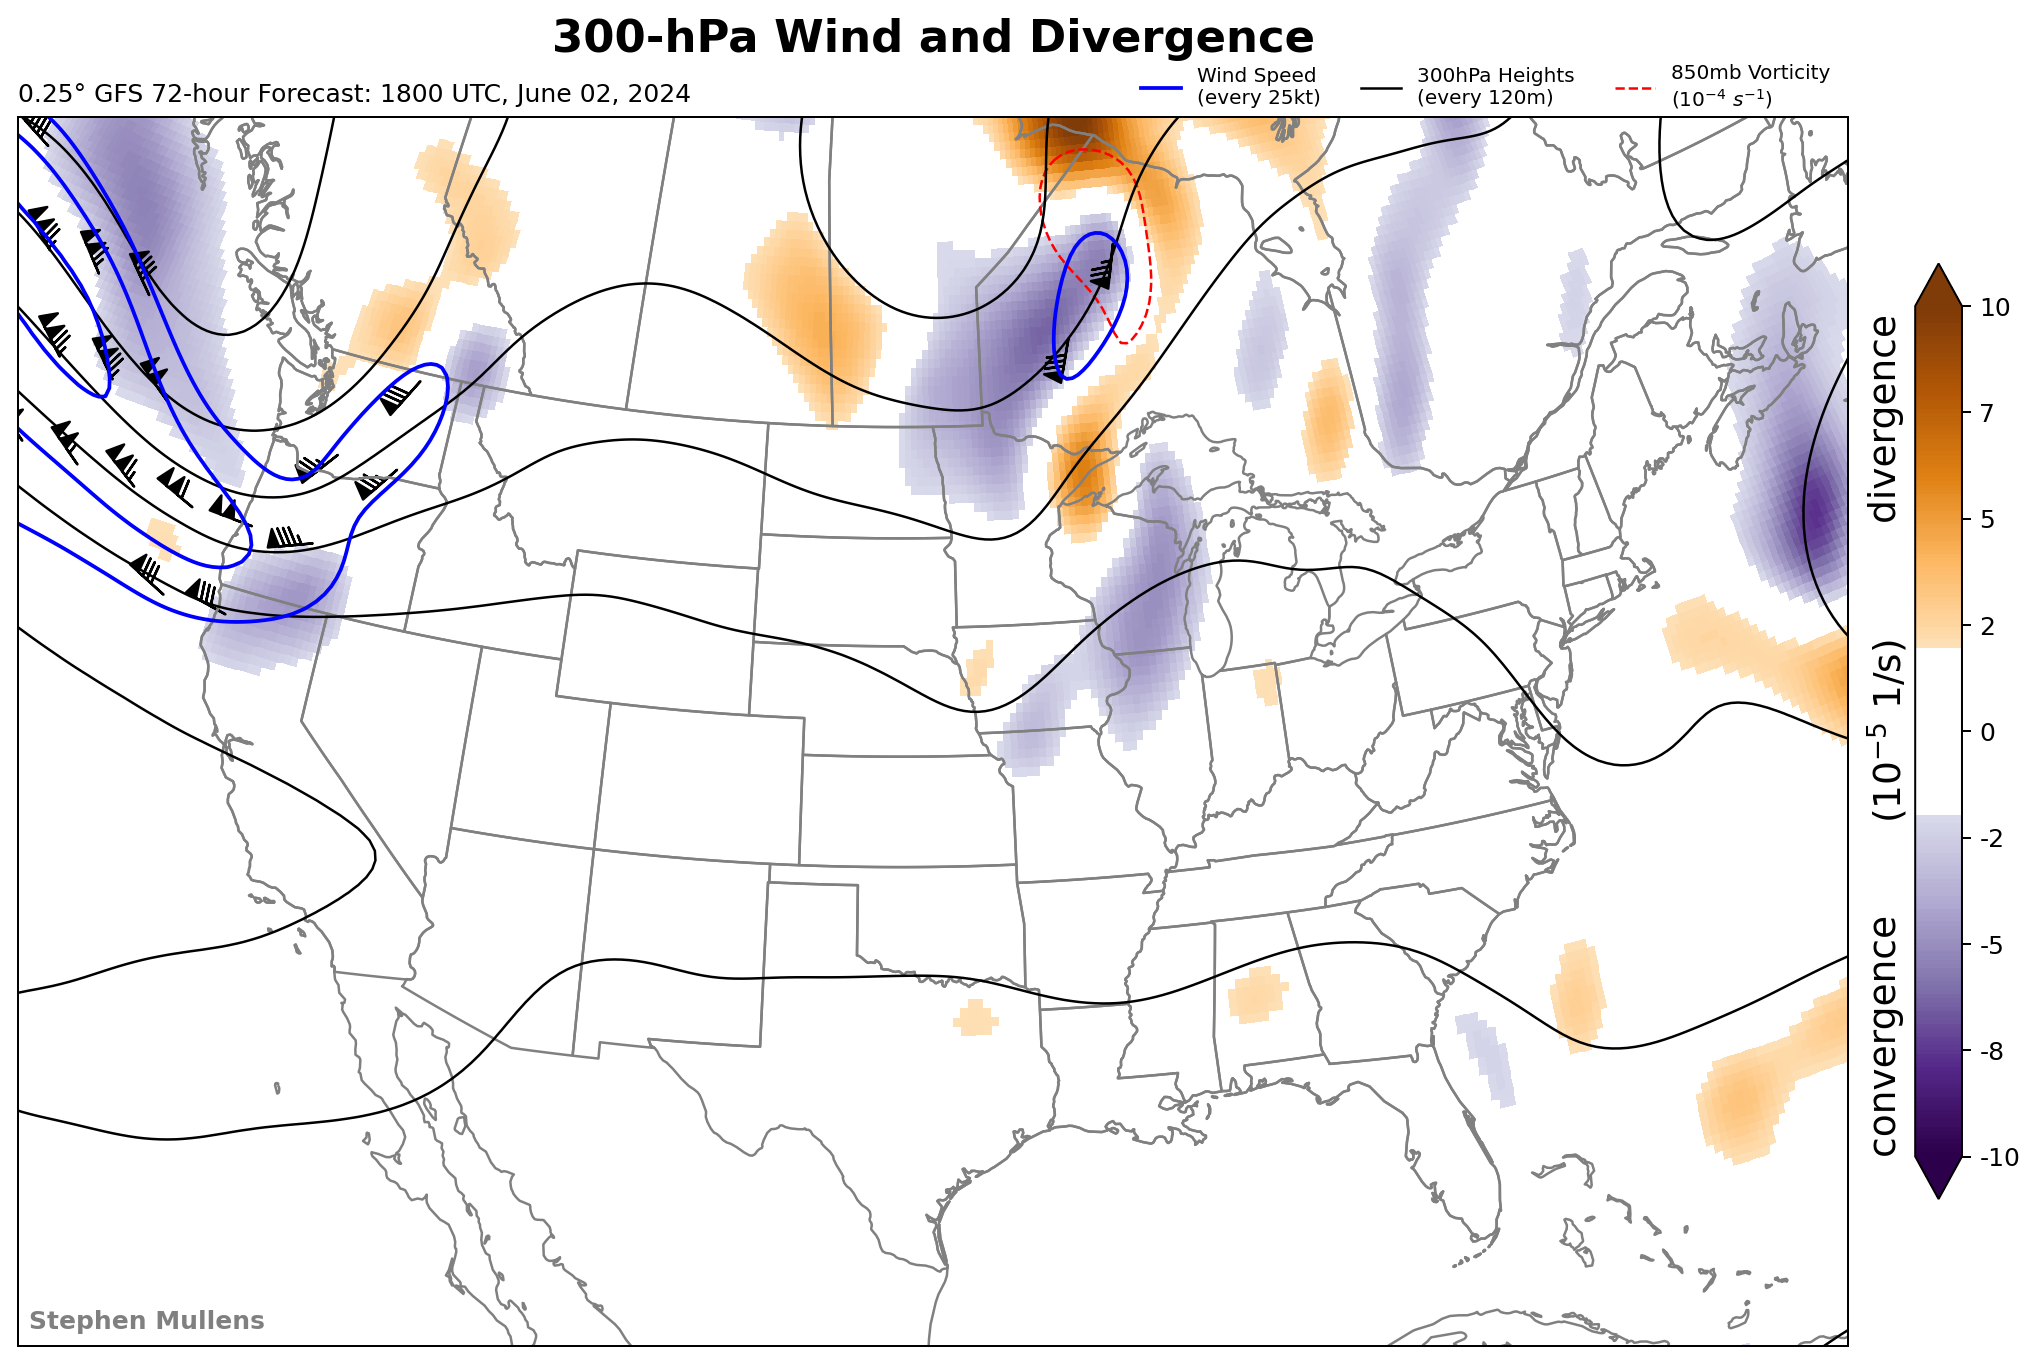 300-hPa Wind and Divergence
0.25° GFS 72-hour Forecast: 1800 UTC, June 02, 2024
Wind Speed
(every 25kt)
300hPa Heights
(every 120m)
850mb Vorticity
(10⁻⁴ s⁻¹)
10
7
5
2
0
-2
-5
-8
-10
convergence (10⁻⁵ 1/s) divergence
Stephen Mullens